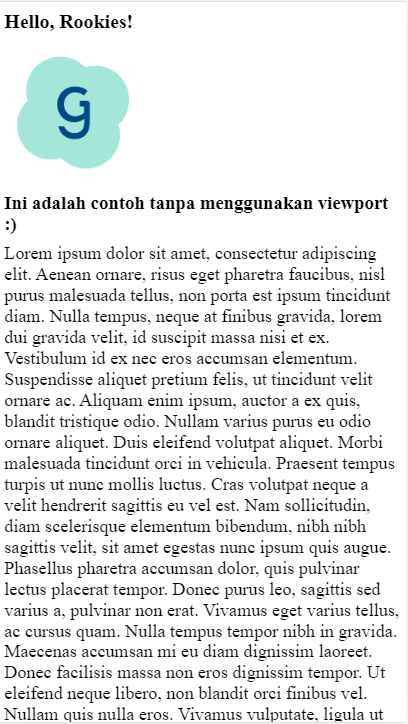 Hello, Rookies!
g
Ini adalah contoh tanpa menggunakan viewport
:)
Lorem ipsum dolor sit amet, consectetur adipiscing
elit. Aenean ornare, risus eget pharetra faucibus, nisl
purus malesuada tellus, non porta est ipsum tincidunt
diam. Nulla tempus, neque at finibus gravida, lorem
dui gravida velit, id suscipit massa nisi et ex.
Vestibulum id ex nec eros accumsan elementum.
Suspendisse aliquet pretium felis, ut tincidunt velit
ornare ac. Aliquam enim ipsum, auctor a ex quis,
blandit tristique odio. Nullam varius purus eu odio
ornare aliquet. Duis eleifend volutpat aliquet. Morbi
malesuada tincidunt orci in vehicula. Praesent tempus
turpis ut nunc mollis luctus. Cras volutpat neque a
velit hendrerit sagittis eu vel est. Nam sollicitudin,
diam scelerisque elementum bibendum, nibh nibh
sagittis velit, sit amet egestas nunc ipsum quis augue.
Phasellus pharetra accumsan dolor, quis pulvinar
lectus placerat tempor. Donec purus leo, sagittis sed
varius a, pulvinar non erat. Vivamus eget varius tellus,
ac cursus quam. Nulla tempus tempor nibh in gravida.
Maecenas accumsan mi eu diam dignissim laoreet.
Donec facilisis massa non eros dignissim tempor. Ut
eleifend neque libero, non blandit orci finibus vel.
Nullam quis nulla eros. Vivamus vulputate, ligula ut